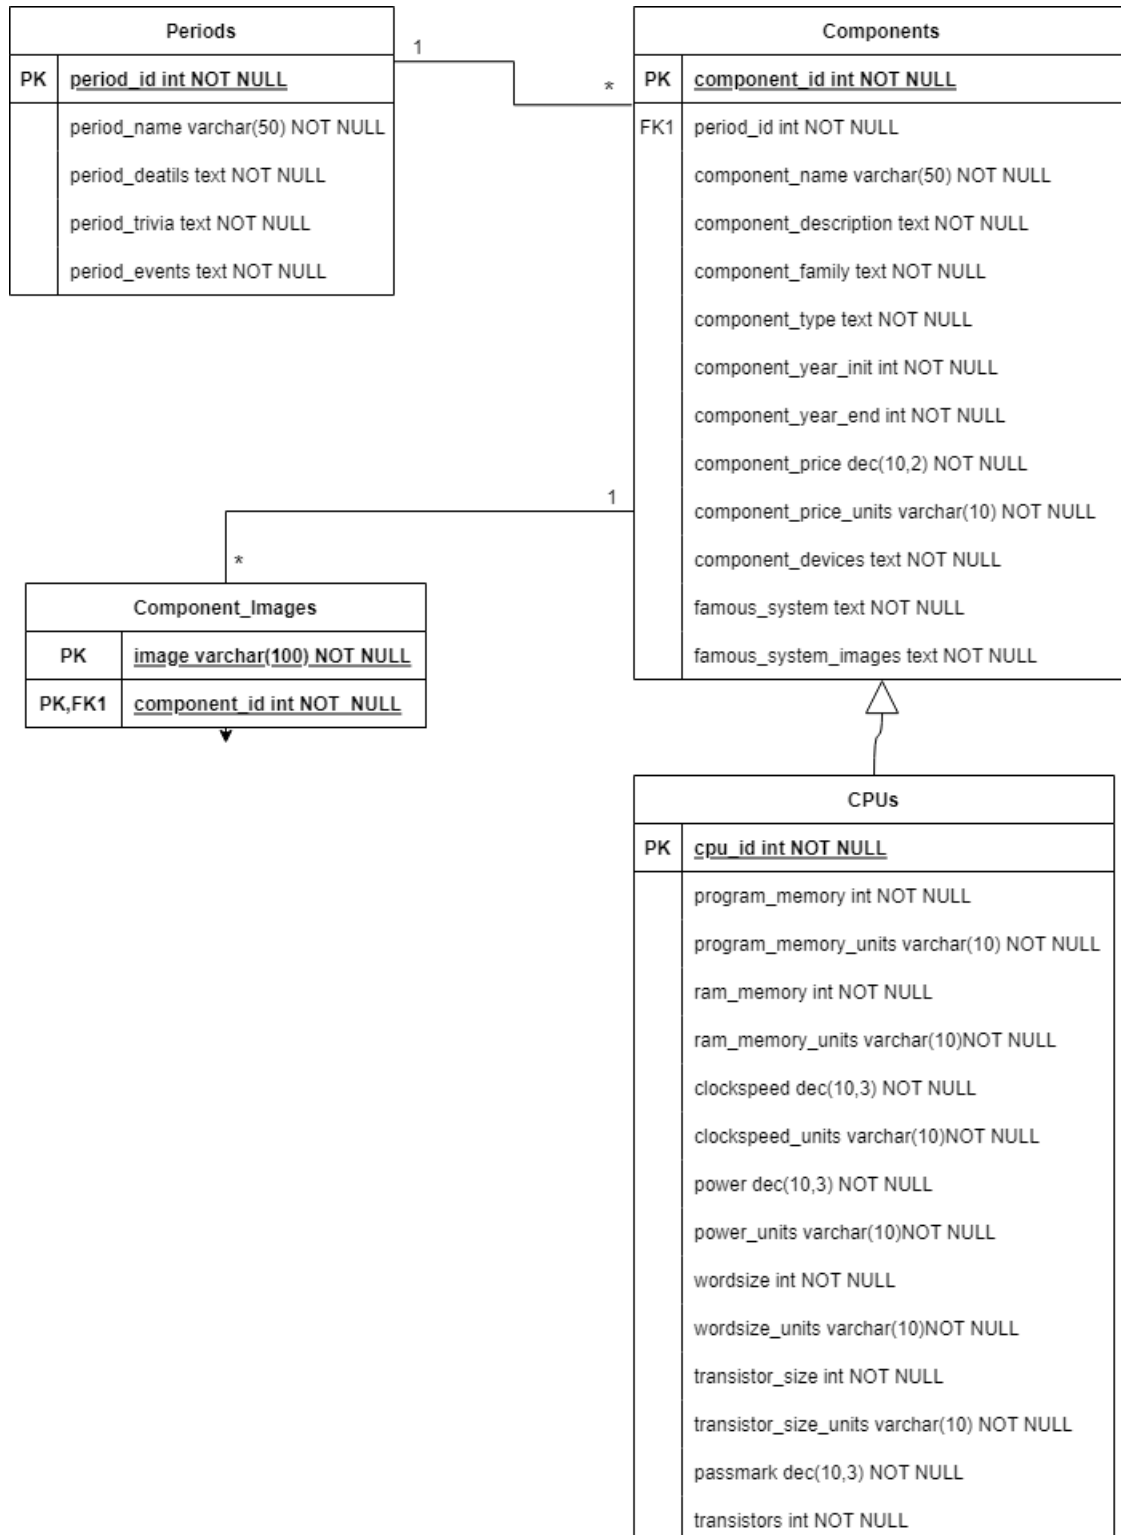 Periods
PK period_id int NOT NULL
period_name varchar(50) NOT NULL
period_deatils text NOT NULL
period_trivia text NOT NULL
period_events text NOT NULL
1
*
Components
PK component_id int NOT NULL
FK1 period_id int NOT NULL
component_name varchar(50) NOT NULL
component_description text NOT NULL
component_family text NOT NULL
component_type text NOT NULL
component_year_init int NOT NULL
component_year_end int NOT NULL
component_price dec(10,2) NOT NULL
component_price_units varchar(10) NOT NULL
component_devices text NOT NULL
famous_system text NOT NULL
famous_system_images text NOT NULL
1
*
Component_Images
PK image varchar(100) NOT NULL
PK,FK1 component_id int NOT NULL
CPUs
PK cpu_id int NOT NULL
program_memory int NOT NULL
program_memory_units varchar(10) NOT NULL
ram_memory int NOT NULL
ram_memory_units varchar(10)NOT NULL
clockspeed dec(10,3) NOT NULL
clockspeed_units varchar(10)NOT NULL
power dec(10,3) NOT NULL
power_units varchar(10)NOT NULL
wordsize int NOT NULL
wordsize_units varchar(10)NOT NULL
transistor_size int NOT NULL
transistor_size_units varchar(10) NOT NULL
passmark dec(10,3) NOT NULL
transistors int NOT NULL